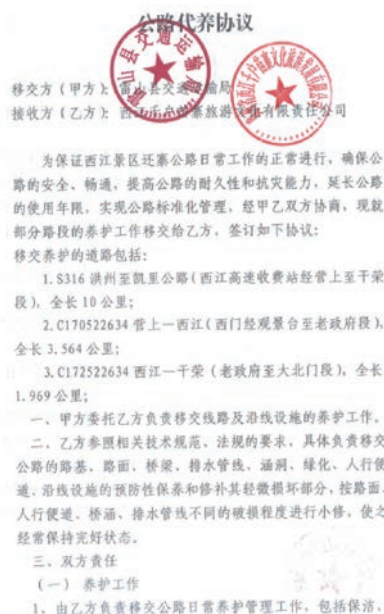 公路代养协议
雷山县交通运输局
移交方(甲方):雷山县交通运输局
接收方(乙方):西江千户苗寨旅游文化有限责任公司
为保证西江景区还寨公路日常工作的正常进行,确保公
路的安全、畅通,提高公路的耐久性和抗灾能力,延长公路
的使用年限,实现公路标准化管理,经甲乙双方协商,现就
部分路段的养护工作移交给乙方,签订如下协议:
移交养护的道路包括:
1.S316 洪州至凯里公路(西江高速收费站经营上至干荣
段),全长 10 公里;
2.C170522634 营上—西江(西门经观景台至老政府段),
全长 3.564 公里;
3.C172522634 西江—干荣(老政府至大北门段),全长
1.969 公里;
一、甲方委托乙方负责移交线路及沿线设施的养护工作。
二、乙方参照相关技术规范、法规的要求,具体负责移交
公路的路基、路面、桥梁、排水管线、涵洞、绿化、人行便
道、沿线设施的预防性保养和修补其轻微损坏部分,按路面、
人行便道、桥涵、排水管线不同的破损程度进行小修,使之
经常保持完好状态。
三、双方责任
(一)养护工作
1、由乙方负责移交公路日常养护管理工作,包括保洁、